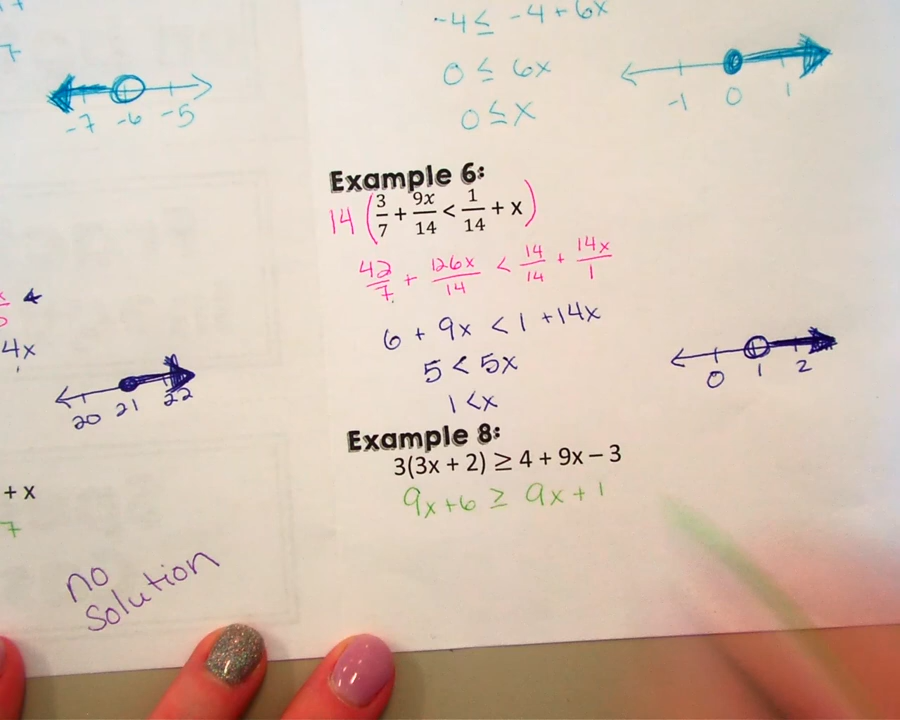 7
-7 -6 -5
4x
20 21 22
+ x
7
no
solution
-4 ≤ -4 + 6x
0 ≤ 6x
0 ≤ x
-1 0 1
Example 6:
14 ( 3/7 + 9x/14 < 1/14 + x )
42/7 + 126x/14 < 14/14 + 14x/1
6 + 9x < 1 + 14x
5 < 5x
1 < x
0 1 2
Example 8:
3(3x + 2) ≥ 4 + 9x – 3
9x + 6 ≥ 9x + 1